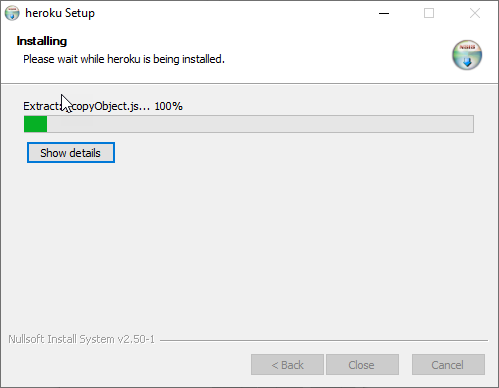 heroku Setup
Installing
Please wait while heroku is being installed.
Extract: copyObject.js... 100%
Show details
Nullsoft Install System v2.50-1
< Back
Close
Cancel